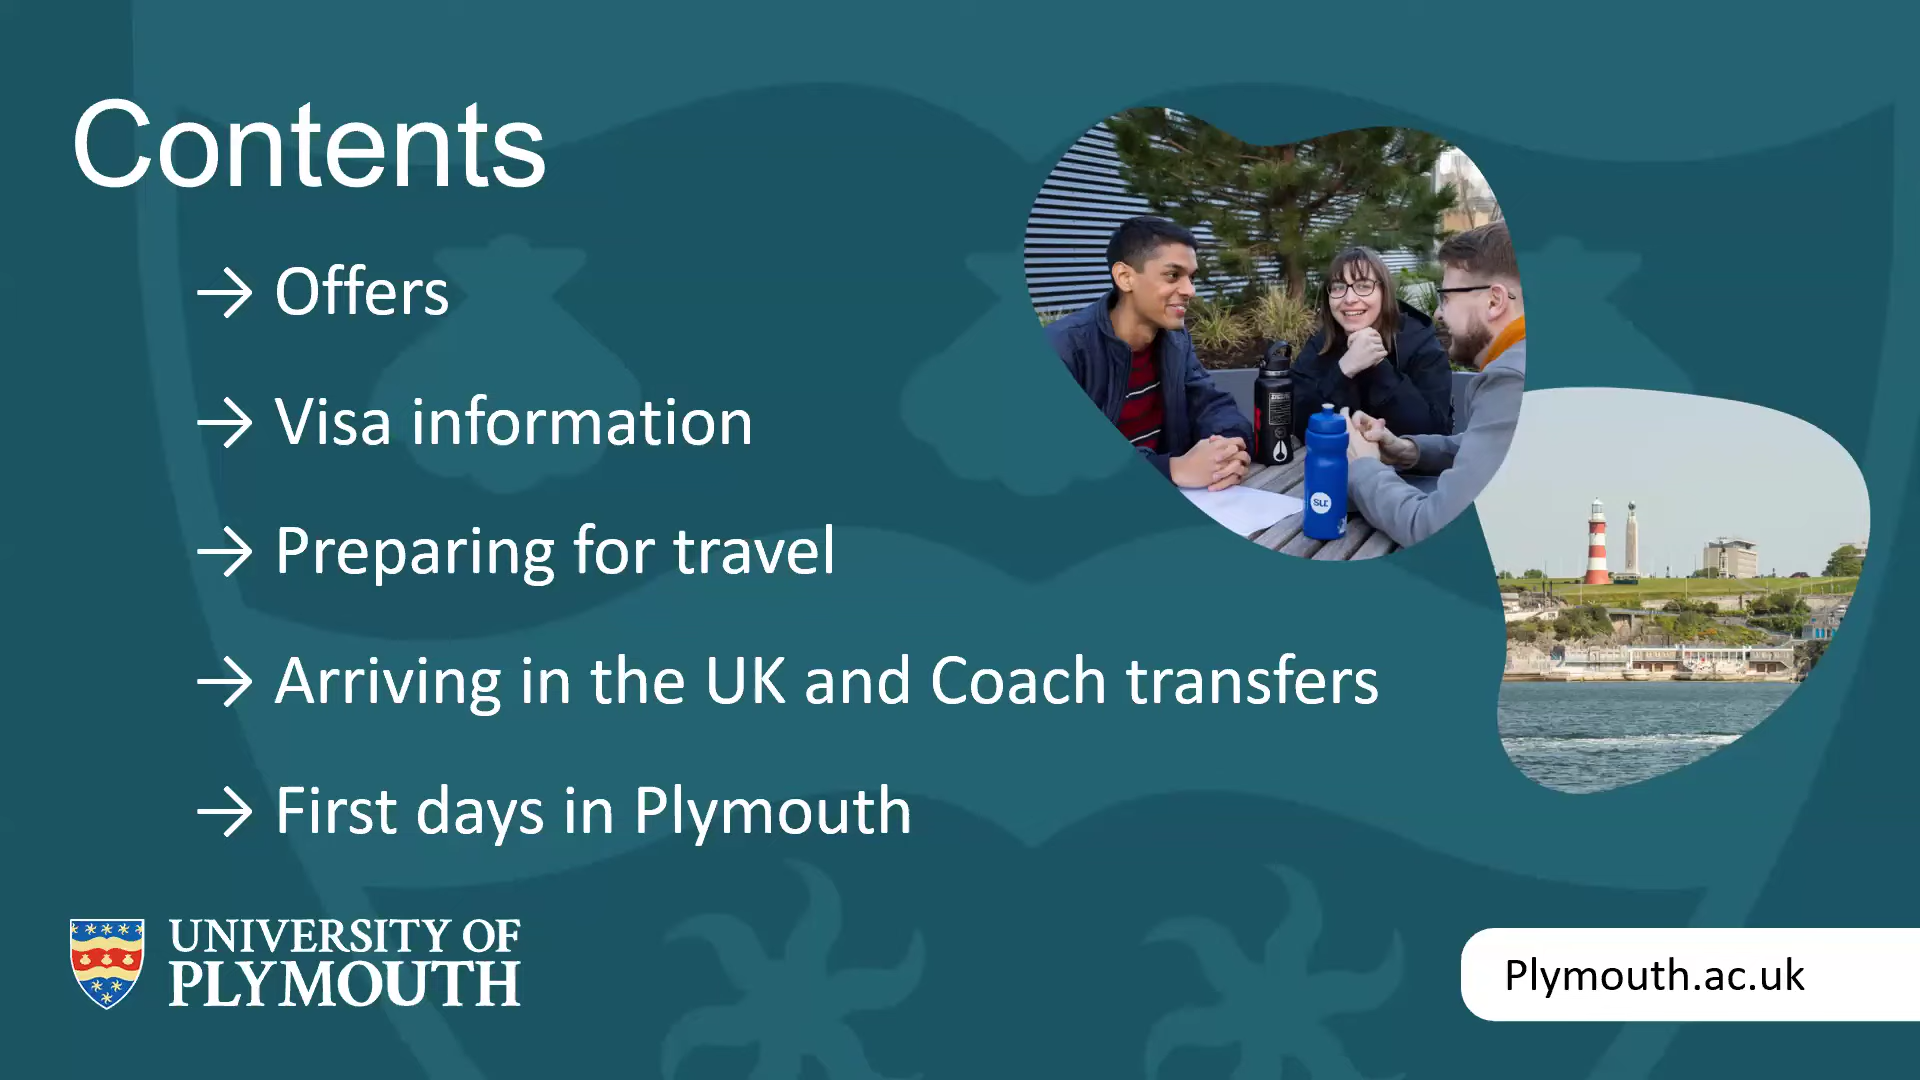 Contents
→ Offers
→ Visa information
→ Preparing for travel
→ Arriving in the UK and Coach transfers
→ First days in Plymouth
UNIVERSITY OF
PLYMOUTH
Plymouth.ac.uk